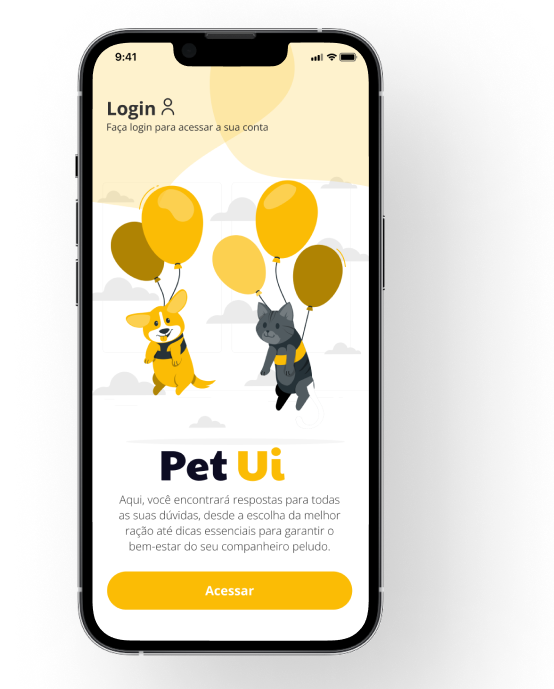 9:41
Login
Faça login para acessar a sua conta
Pet Ui
Aqui, você encontrará respostas para todas
as suas dúvidas, desde a escolha da melhor
ração até dicas essenciais para garantir o
bem-estar do seu companheiro peludo.
Acessar